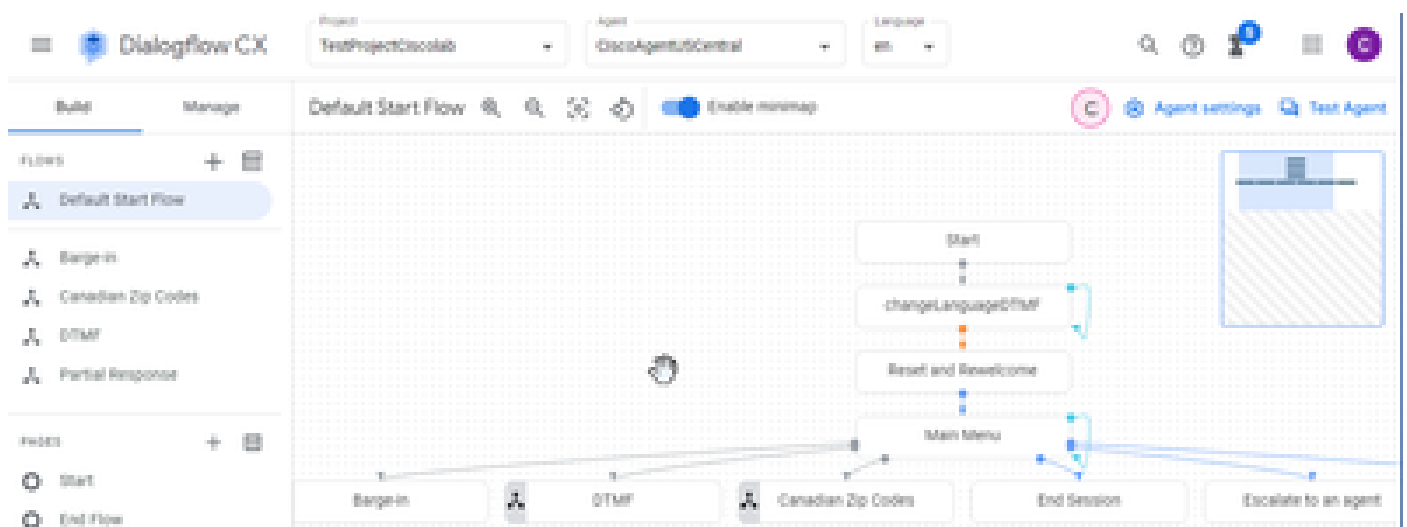 Project
Agent
Language
Dialogflow CX
TestProjectCiscolab
CiscoAgentUSCentral
en
C
Build
Manage
Default Start Flow
Enable minimap
C
Agent settings
Test Agent
FLOWS
Default Start Flow
Barge-in
Canadian Zip Codes
DTMF
Partial Response
PAGES
Start
End Flow
Start
changeLanguageDTMF
Reset and Rewelcome
Main Menu
Barge-in
DTMF
Canadian Zip Codes
End Session
Escalate to an agent